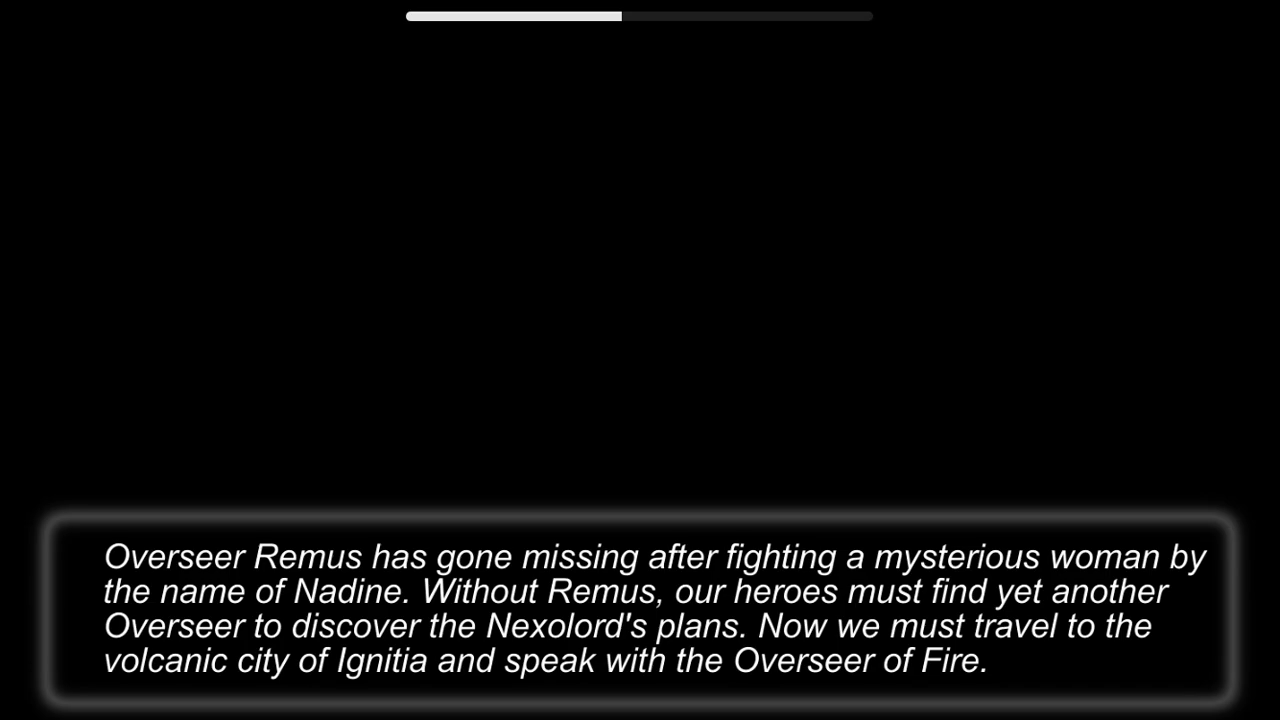 Overseer Remus has gone missing after fighting a mysterious woman by
the name of Nadine. Without Remus, our heroes must find yet another
Overseer to discover the Nexolord's plans. Now we must travel to the
volcanic city of Ignitia and speak with the Overseer of Fire.